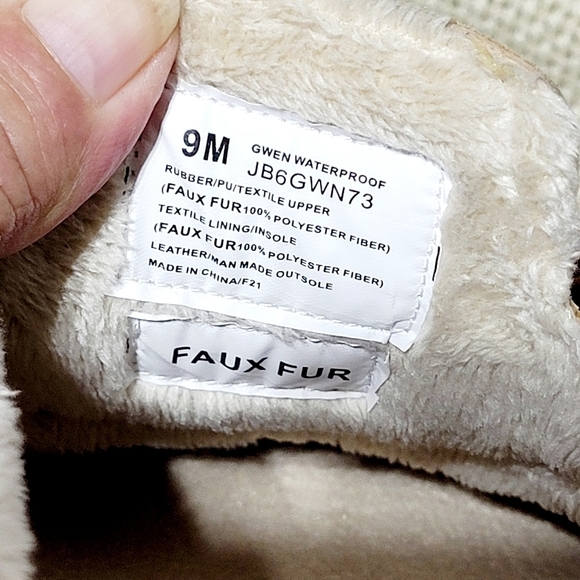 9M GWEN WATERPROOF
JB6GWN73
RUBBER/PU/TEXTILE UPPER
(FAUX FUR100% POLYESTER FIBER)
TEXTILE LINING/INSOLE
(FAUX FUR100% POLYESTER FIBER)
LEATHER/MAN MADE OUTSOLE
MADE IN CHINA/F21
FAUX FUR